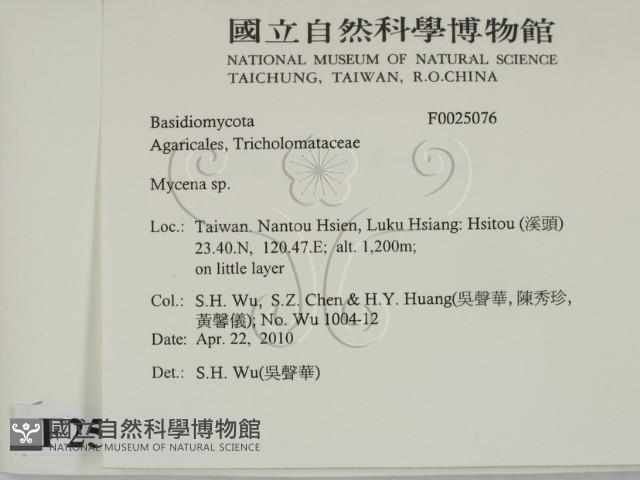 國立自然科學博物館
NATIONAL MUSEUM OF NATURAL SCIENCE
TAICHUNG, TAIWAN, R.O.CHINA
Basidiomycota F0025076
Agaricales, Tricholomataceae
Mycena sp.
Loc.: Taiwan. Nantou Hsien, Luku Hsiang: Hsitou (溪頭)
23.40.N, 120.47.E; alt. 1,200m;
on little layer
Col.: S.H. Wu, S.Z. Chen & H.Y. Huang(吳聲華, 陳秀珍,
黃馨儀); No. Wu 1004-12
Date: Apr. 22, 2010
Det.: S.H. Wu(吳聲華)
國立自然科學博物館
NATIONAL MUSEUM OF NATURAL SCIENCE